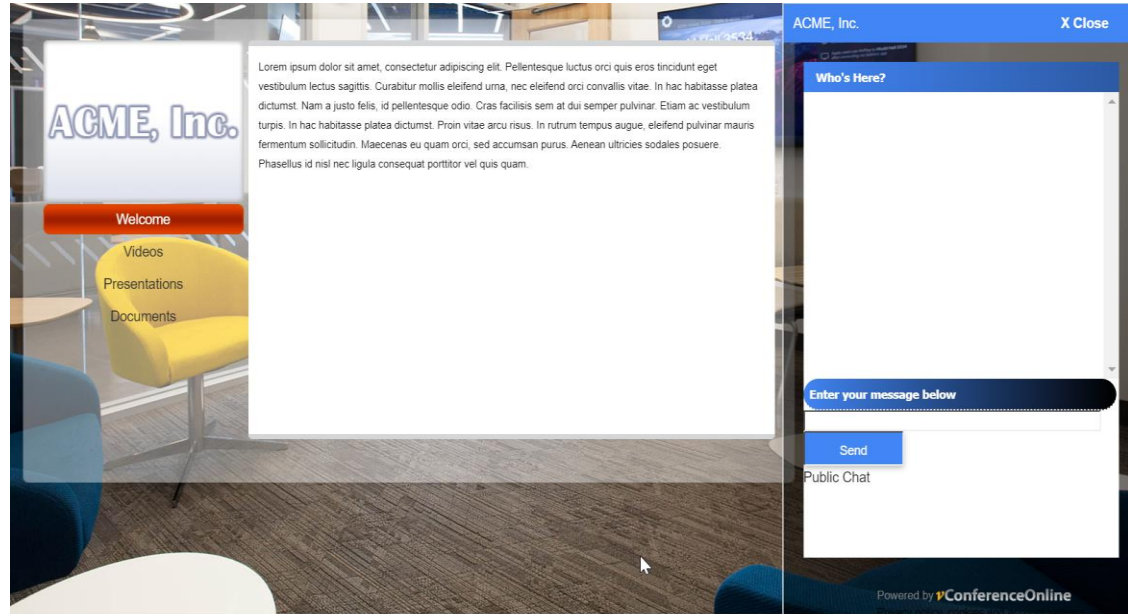 ACME, Inc.
X Close
ACME, Inc.
Welcome
Videos
Presentations
Documents
Lorem ipsum dolor sit amet, consectetur adipiscing elit. Pellentesque luctus orci quis eros tincidunt eget
vestibulum lectus sagittis. Curabitur mollis eleifend urna, nec eleifend orci convallis vitae. In hac habitasse platea
dictumst. Nam a justo felis, id pellentesque odio. Cras facilisis sem at dui semper pulvinar. Etiam ac vestibulum
turpis. In hac habitasse platea dictumst. Proin vitae arcu risus. In rutrum tempus augue, eleifend pulvinar mauris
fermentum sollicitudin. Maecenas eu quam orci, sed accumsan purus. Aenean ultricies sodales posuere.
Phasellus id nisl nec ligula consequat porttitor vel quis quam.
Who's Here?
Enter your message below
Send
Public Chat
Powered by vConferenceOnline